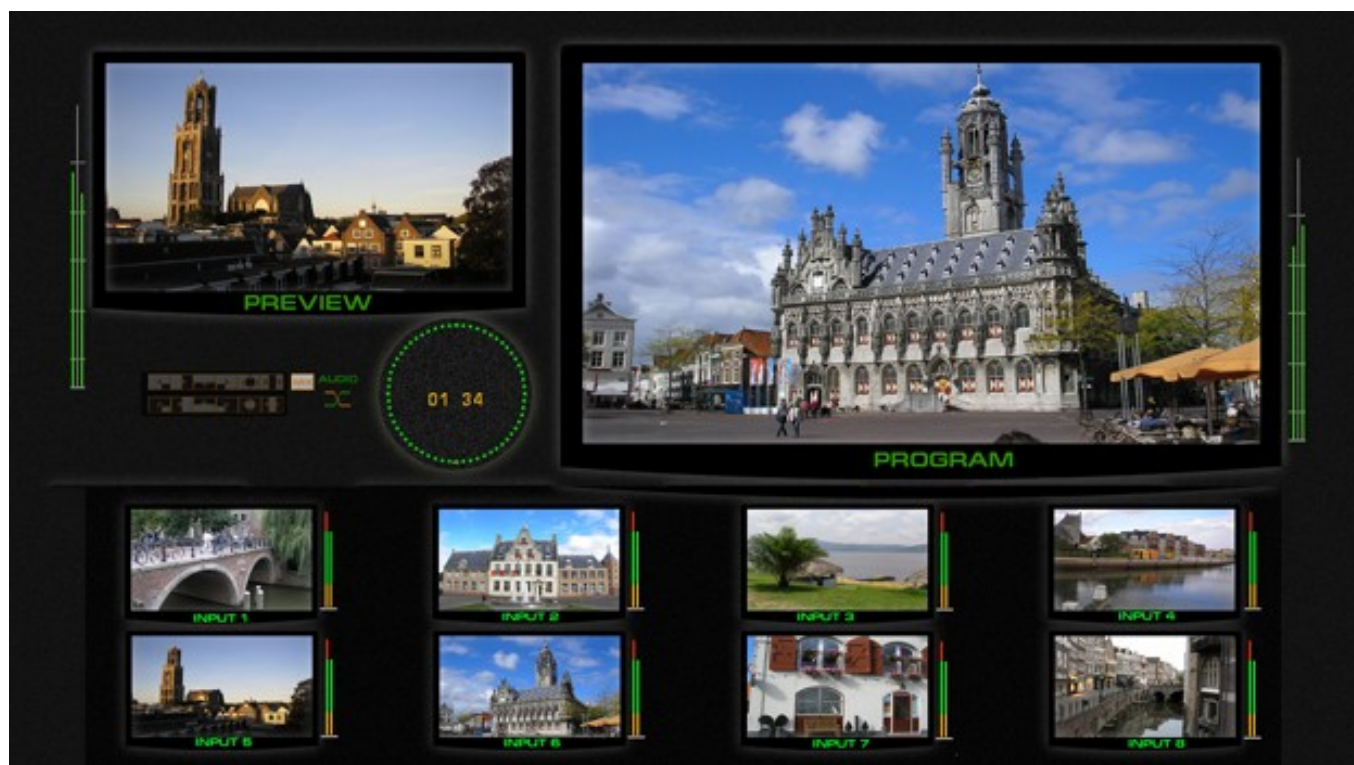 PREVIEW
AUDIO
01 34
PROGRAM
INPUT 1
INPUT 2
INPUT 3
INPUT 4
INPUT 5
INPUT 6
INPUT 7
INPUT 8